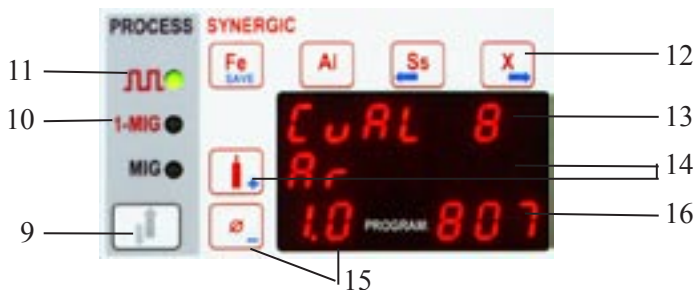 PROCESS SYNERGIC
Fe Al Ss X
SAVE
12
11
10
1-MIG
CuAL 8
13
MIG
Ar
14
1.0 PROGRAM 807
16
9
ø
15